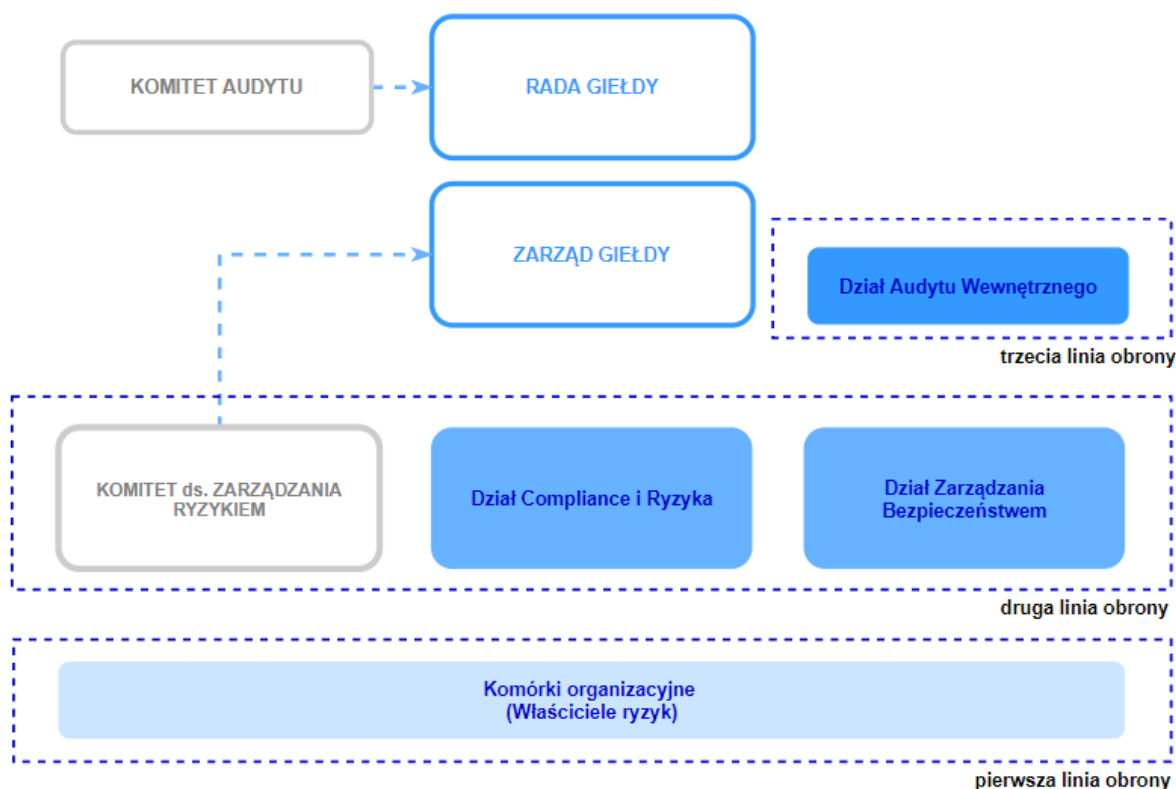 KOMITET AUDYTU
RADA GIEŁDY
ZARZĄD GIEŁDY
Dział Audytu Wewnętrznego
trzecia linia obrony
KOMITET ds. ZARZĄDZANIA
RYZYKIEM
Dział Compliance i Ryzyka
Dział Zarządzania
Bezpieczeństwem
druga linia obrony
Komórki organizacyjne
(Właściciele ryzyk)
pierwsza linia obrony